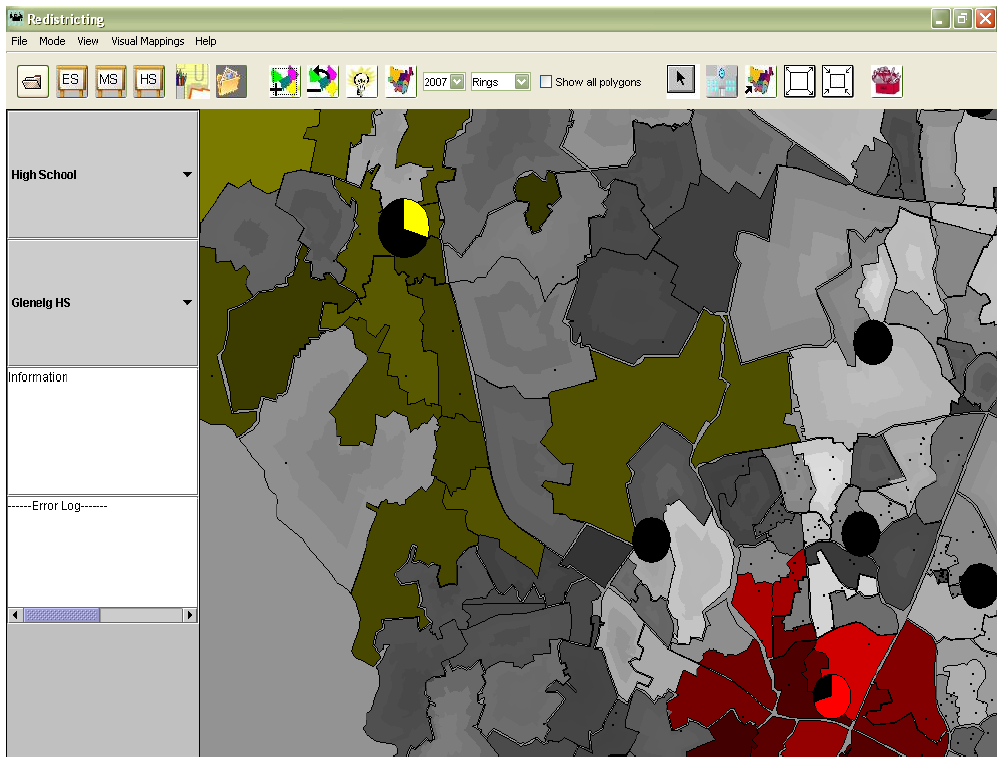 Redistricting
File Mode View Visual Mappings Help
ES MS HS 2007 Rings Show all polygons
High School
Glenelg HS
Information
------Error Log-------